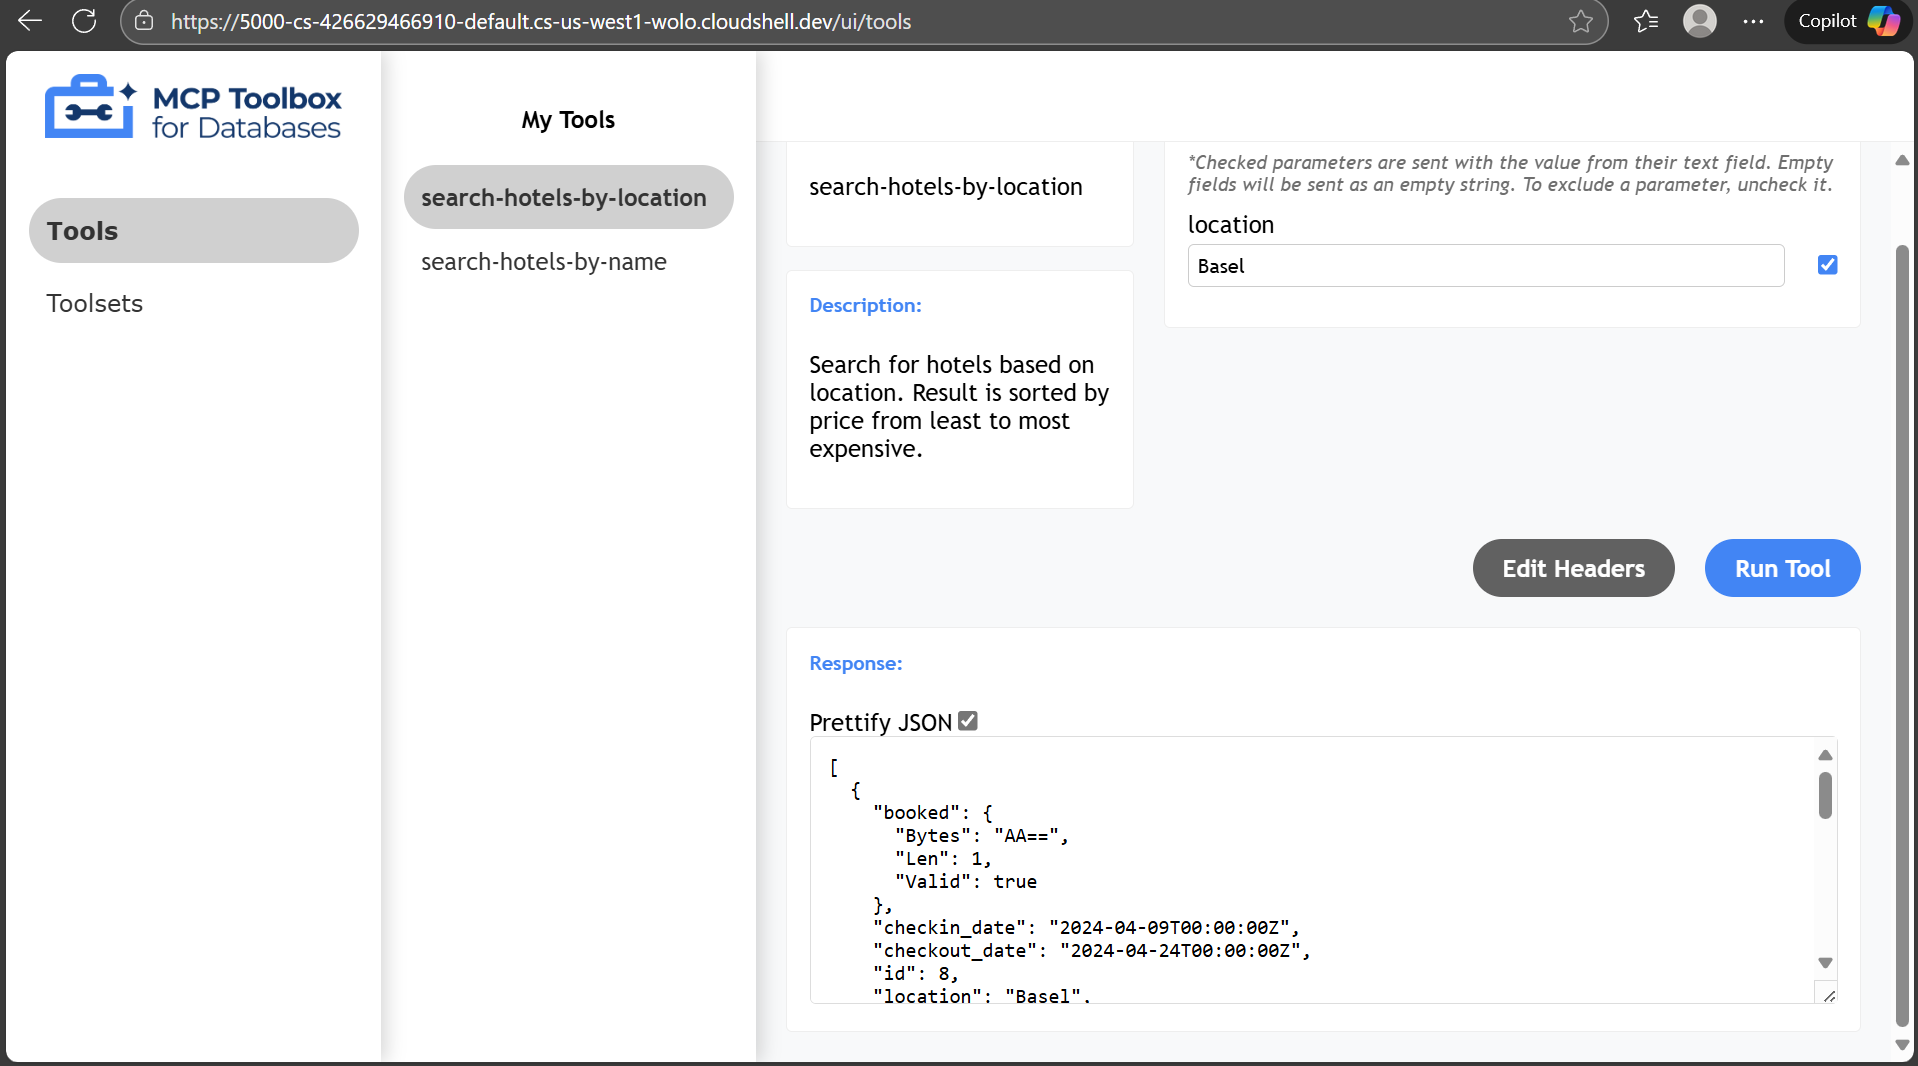 https://5000-cs-426629466910-default.cs-us-west1-wolo.cloudshell.dev/ui/tools
Copilot
MCP Toolbox
for Databases
Tools
Toolsets
My Tools
search-hotels-by-location
search-hotels-by-name
search-hotels-by-location
Description:
Search for hotels based on
location. Result is sorted by
price from least to most
expensive.
*Checked parameters are sent with the value from their text field. Empty
fields will be sent as an empty string. To exclude a parameter, uncheck it.
location
Basel
Edit Headers
Run Tool
Response:
Prettify JSON
[
{
"booked": {
"Bytes": "AA==",
"Len": 1,
"Valid": true
},
"checkin_date": "2024-04-09T00:00:00Z",
"checkout_date": "2024-04-24T00:00:00Z",
"id": 8,
"location": "Basel",